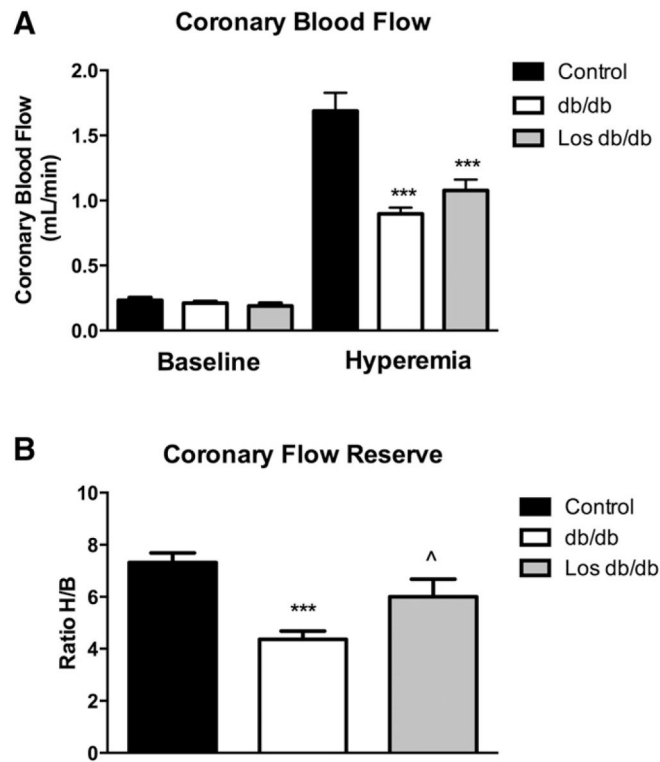 A
Coronary Blood Flow
Coronary Blood Flow
(mL/min)
2.0
1.5
1.0
0.5
0.0
***
***
Baseline
Hyperemia
Control
db/db
Los db/db
B
Coronary Flow Reserve
Ratio H/B
10
8
6
4
2
0
***
^
Control
db/db
Los db/db